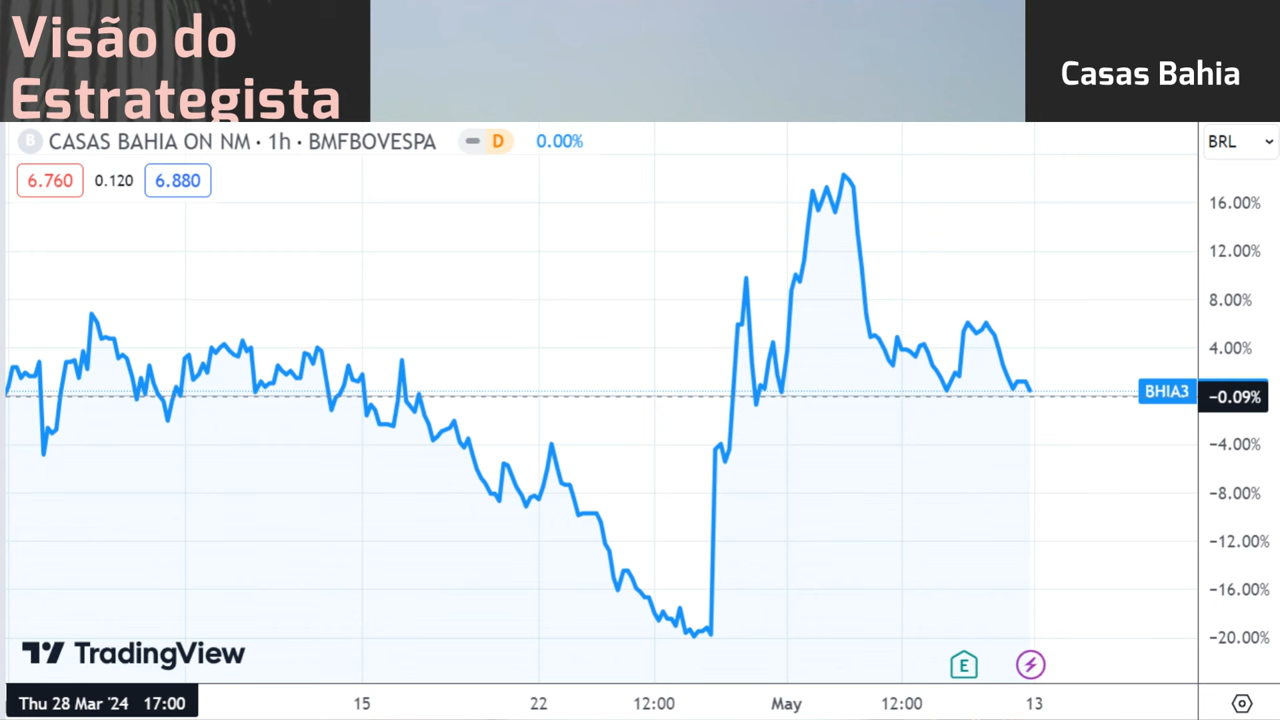 Visão do
Estrategista
Casas Bahia
B CASAS BAHIA ON NM · 1h · BMFBOVESPA D 0.00%
BRL
6.760 0.120 6.880
16.00%
12.00%
8.00%
4.00%
BHIA3 −0.09%
−4.00%
−8.00%
−12.00%
−16.00%
−20.00%
TradingView
E
Thu 28 Mar '24 17:00 15 22 12:00 May 12:00 13